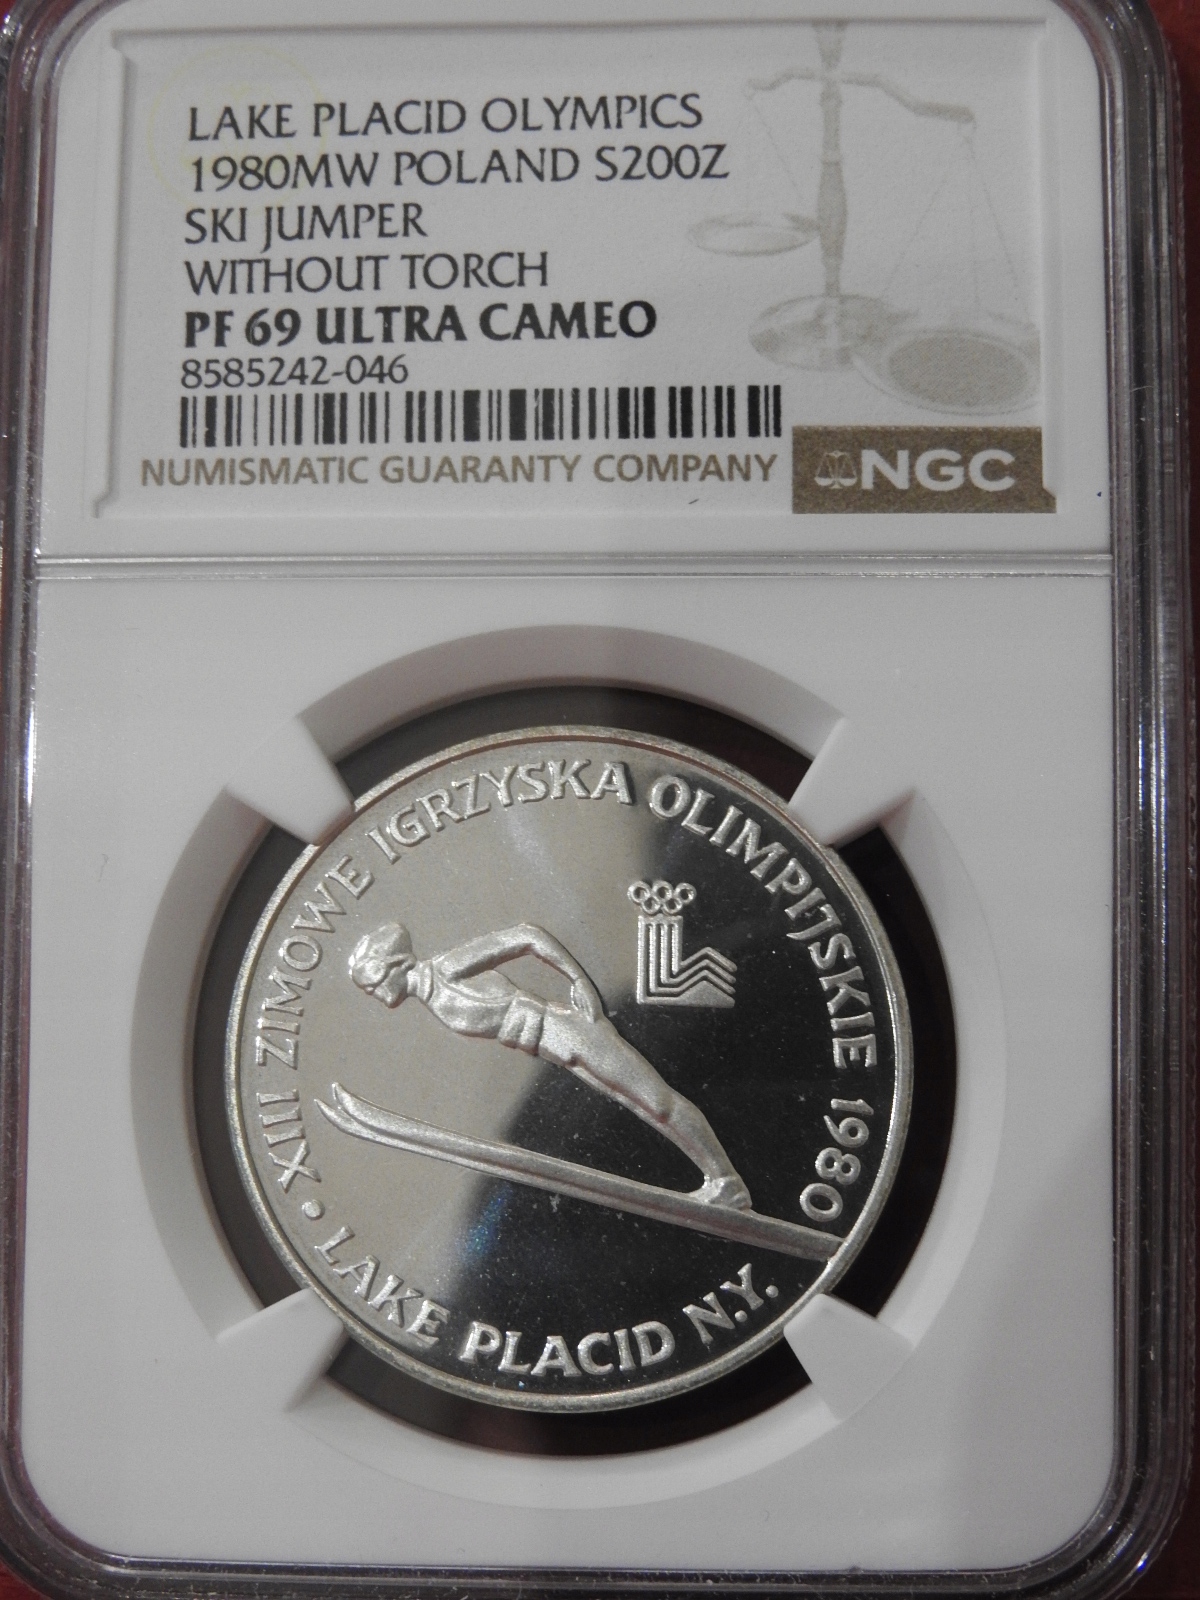 LAKE PLACID OLYMPICS
1980MW POLAND S200Z
SKI JUMPER
WITHOUT TORCH
PF 69 ULTRA CAMEO
8585242-046
NUMISMATIC GUARANTY COMPANY
NGC
XIII ZIMOWE IGRZYSKA OLIMPIJSKIE 1980
• LAKE PLACID N.Y.